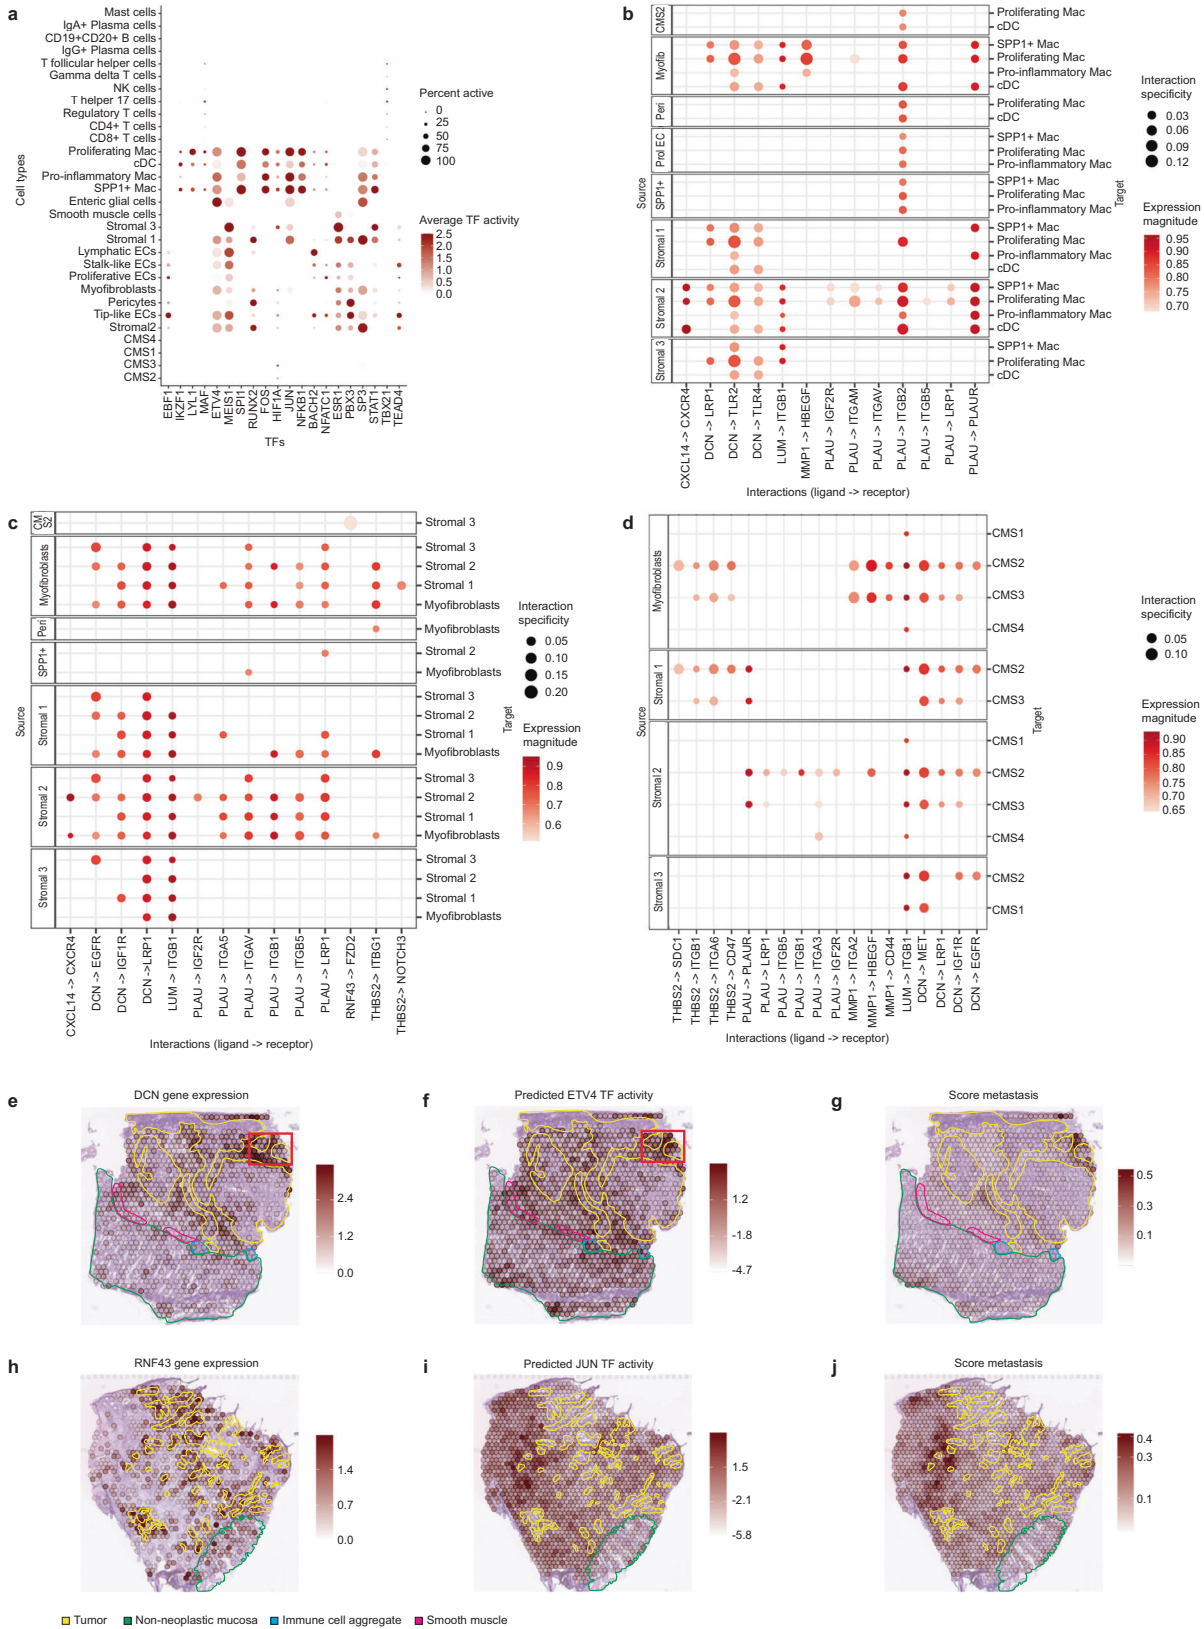 a
Mast cells
IgA+ Plasma cells
CD19+CD20+ B cells
IgG+ Plasma cells
T follicular helper cells
Gamma delta T cells
NK cells
T helper 17 cells
Regulatory T cells
CD4+ T cells
CD8+ T cells
Proliferating Mac
cDC
Pro-inflammatory Mac
SPP1+ Mac
Enteric glial cells
Smooth muscle cells
Stromal 3
Stromal 1
Lymphatic ECs
Stalk-like ECs
Proliferative ECs
Myofibroblasts
Pericytes
Tip-like ECs
Stromal2
CMS4
CMS1
CMS3
CMS2
Cell types
EBF1
IKZF1
LYL1
MAF
ETV4
MEIS1
SPI1
RUNX2
FOS
HIF1A
JUN
NFKB1
BACH2
NFATC1
ESR1
PBX3
SP3
STAT1
TBX21
TEAD4
TFs
Percent active
0
25
50
75
100
Average TF activity
2.5
2.0
1.5
1.0
0.5
0.0
b
CMS2
Proliferating Mac
cDC
Myofib
SPP1+ Mac
Proliferating Mac
Pro-inflammatory Mac
cDC
Peri
Proliferating Mac
cDC
Prol EC
SPP1+ Mac
Proliferating Mac
Pro-inflammatory Mac
SPP1+
SPP1+ Mac
Proliferating Mac
Pro-inflammatory Mac
Stromal 1
SPP1+ Mac
Proliferating Mac
Pro-inflammatory Mac
cDC
Stromal 2
SPP1+ Mac
Proliferating Mac
Pro-inflammatory Mac
cDC
Stromal 3
SPP1+ Mac
Proliferating Mac
cDC
Source
Target
CXCL14 -> CXCR4
DCN -> LRP1
DCN -> TLR2
DCN -> TLR4
LUM -> ITGB1
MMP1 -> HBEGF
PLAU -> IGF2R
PLAU -> ITGAM
PLAU -> ITGAV
PLAU -> ITGB2
PLAU -> ITGB5
PLAU -> LRP1
PLAU -> PLAUR
Interactions (ligand -> receptor)
Interaction
specificity
0.03
0.06
0.09
0.12
Expression
magnitude
0.95
0.90
0.85
0.80
0.75
0.70
c
CM
S2
Stromal 3
Myofibroblasts
Stromal 3
Stromal 2
Stromal 1
Myofibroblasts
Peri
Myofibroblasts
SPP1+
Stromal 2
Myofibroblasts
Stromal 1
Stromal 3
Stromal 2
Stromal 1
Myofibroblasts
Stromal 2
Stromal 3
Stromal 2
Stromal 1
Myofibroblasts
Stromal 3
Stromal 3
Stromal 2
Stromal 1
Myofibroblasts
Source
Target
CXCL14 -> CXCR4
DCN -> EGFR
DCN -> IGF1R
DCN ->LRP1
LUM -> ITGB1
PLAU -> IGF2R
PLAU -> ITGA5
PLAU -> ITGAV
PLAU -> ITGB1
PLAU -> ITGB5
PLAU -> LRP1
RNF43 -> FZD2
THBS2-> ITBG1
THBS2-> NOTCH3
Interactions (ligand -> receptor)
Interaction
specificity
0.05
0.10
0.15
0.20
Expression
magnitude
0.9
0.8
0.7
0.6
d
Myofibroblasts
CMS1
CMS2
CMS3
CMS4
Stromal 1
CMS2
CMS3
Stromal 2
CMS1
CMS2
CMS3
CMS4
Stromal 3
CMS2
CMS1
Source
Target
THBS2 -> SDC1
THBS2 -> ITGB1
THBS2 -> ITGA6
THBS2 -> CD47
PLAU -> PLAUR
PLAU -> LRP1
PLAU -> ITGB5
PLAU -> ITGB1
PLAU -> ITGA3
PLAU -> IGF2R
MMP1 -> ITGA2
MMP1 -> HBEGF
MMP1 -> CD44
LUM -> ITGB1
DCN -> MET
DCN -> LRP1
DCN -> IGF1R
DCN -> EGFR
Interactions (ligand -> receptor)
Interaction
specificity
0.05
0.10
Expression
magnitude
0.90
0.85
0.80
0.75
0.70
0.65
e
DCN gene expression
2.4
1.2
0.0
f
Predicted ETV4 TF activity
1.2
-1.8
-4.7
g
Score metastasis
0.5
0.3
0.1
h
RNF43 gene expression
1.4
0.7
0.0
i
Predicted JUN TF activity
1.5
-2.1
-5.8
j
Score metastasis
0.4
0.3
0.1
Tumor
Non-neoplastic mucosa
Immune cell aggregate
Smooth muscle